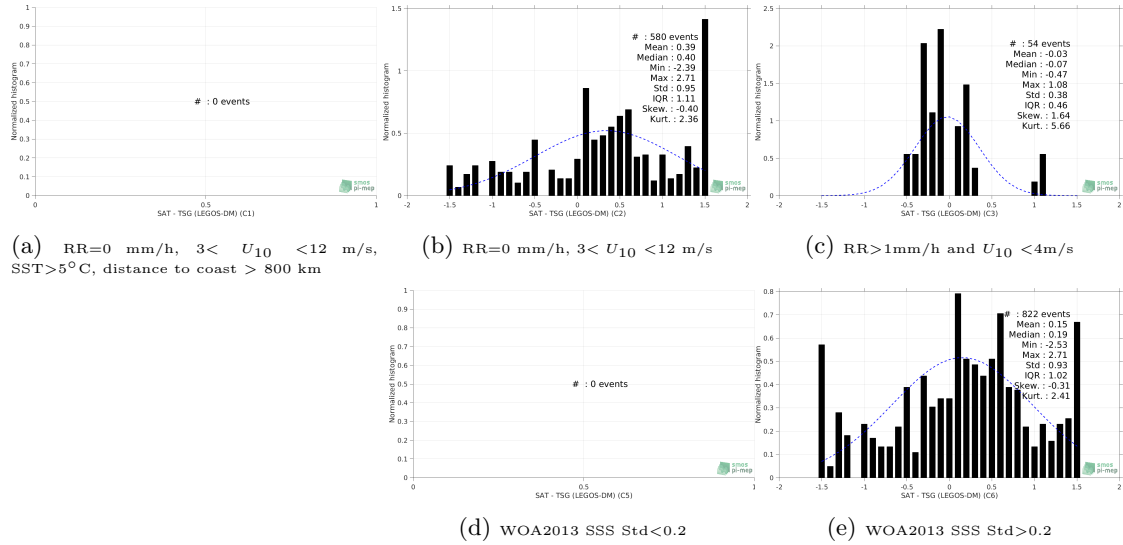 1
0.9
0.8
0.7
0.6
0.5
0.4
0.3
0.2
0.1
0
Normalized histogram
# : 0 events
0
0.5
1
SAT - TSG (LEGOS-DM) (C1)
smos
pi-mep
1.5
1
0.5
0
Normalized histogram
# : 580 events
Mean : 0.39
Median : 0.40
Min : -2.39
Max : 2.71
Std : 0.95
IQR : 1.11
Skew. : -0.40
Kurt. : 2.36
-2 -1.5 -1 -0.5 0 0.5 1 1.5 2
SAT - TSG (LEGOS-DM) (C2)
smos
pi-mep
2.5
2
1.5
1
0.5
0
Normalized histogram
# : 54 events
Mean : -0.03
Median : -0.07
Min : -0.47
Max : 1.08
Std : 0.38
IQR : 0.46
Skew. : 1.64
Kurt. : 5.66
-2 -1.5 -1 -0.5 0 0.5 1 1.5 2
SAT - TSG (LEGOS-DM) (C3)
smos
pi-mep
(a) RR=0 mm/h, 3< U10 <12 m/s,
SST>5°C, distance to coast > 800 km
(b) RR=0 mm/h, 3< U10 <12 m/s
(c) RR>1mm/h and U10 <4m/s
1
0.9
0.8
0.7
0.6
0.5
0.4
0.3
0.2
0.1
0
Normalized histogram
# : 0 events
0
0.5
1
SAT - TSG (LEGOS-DM) (C5)
smos
pi-mep
0.8
0.7
0.6
0.5
0.4
0.3
0.2
0.1
0
Normalized histogram
# : 822 events
Mean : 0.15
Median : 0.19
Min : -2.53
Max : 2.71
Std : 0.93
IQR : 1.02
Skew. : -0.31
Kurt. : 2.41
-2 -1.5 -1 -0.5 0 0.5 1 1.5 2
SAT - TSG (LEGOS-DM) (C6)
smos
pi-mep
(d) WOA2013 SSS Std<0.2
(e) WOA2013 SSS Std>0.2